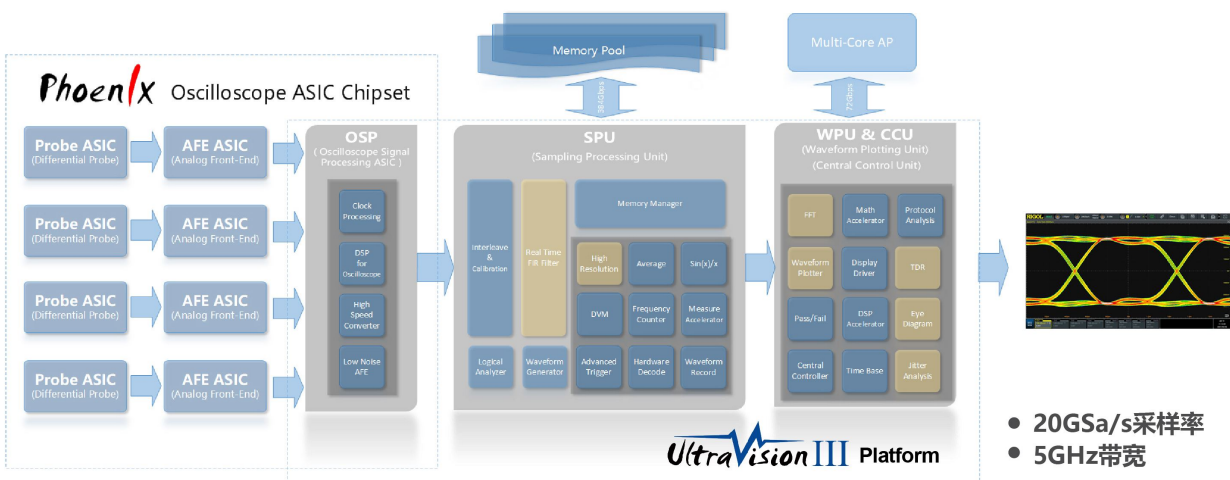 Phoenix Oscilloscope ASIC Chipset
Memory Pool
Multi-Core AP
384Gbps
72Gbps
Probe ASIC
(Differential Probe)
AFE ASIC
(Analog Front-End)
Probe ASIC
(Differential Probe)
AFE ASIC
(Analog Front-End)
Probe ASIC
(Differential Probe)
AFE ASIC
(Analog Front-End)
Probe ASIC
(Differential Probe)
AFE ASIC
(Analog Front-End)
OSP
( Oscilloscope Signal
Processing ASIC )
Clock
Processing
DSP
for
Oscilloscope
High
Speed
Converter
Low Noise
AFE
SPU
(Sampling Processing Unit)
Interleave
&
Calibration
Real Time
FIR Filter
Memory Manager
High
Resolution
Average
Sin(x)/x
DVM
Frequency
Counter
Measure
Accelerator
Logical
Analyzer
Waveform
Generator
Advanced
Trigger
Hardware
Decode
Waveform
Record
WPU & CCU
(Waveform Plotting Unit)
(Central Control Unit)
FFT
Math
Accelerator
Protocol
Analysis
Waveform
Plotter
Display
Driver
TDR
Pass/Fail
DSP
Accelerator
Eye
Diagram
Central
Controller
Time Base
Jitter
Analysis
RIGOL
UltraVision III Platform
• 20GSa/s采样率
• 5GHz带宽